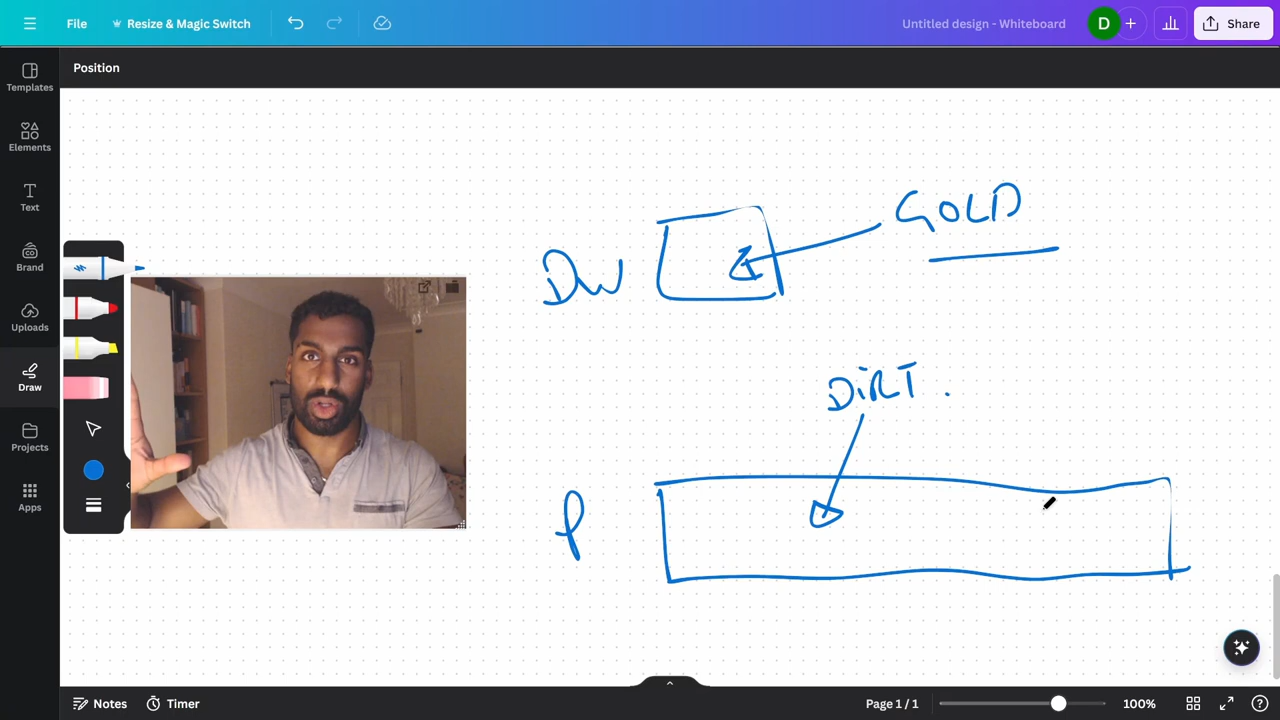 File
Resize & Magic Switch
Untitled design - Whiteboard
D
Share
Position
Templates
Elements
Text
Brand
Uploads
Draw
Projects
Apps
GOLD
DW
DiRT.
P
Notes
Timer
Page 1 / 1
100%